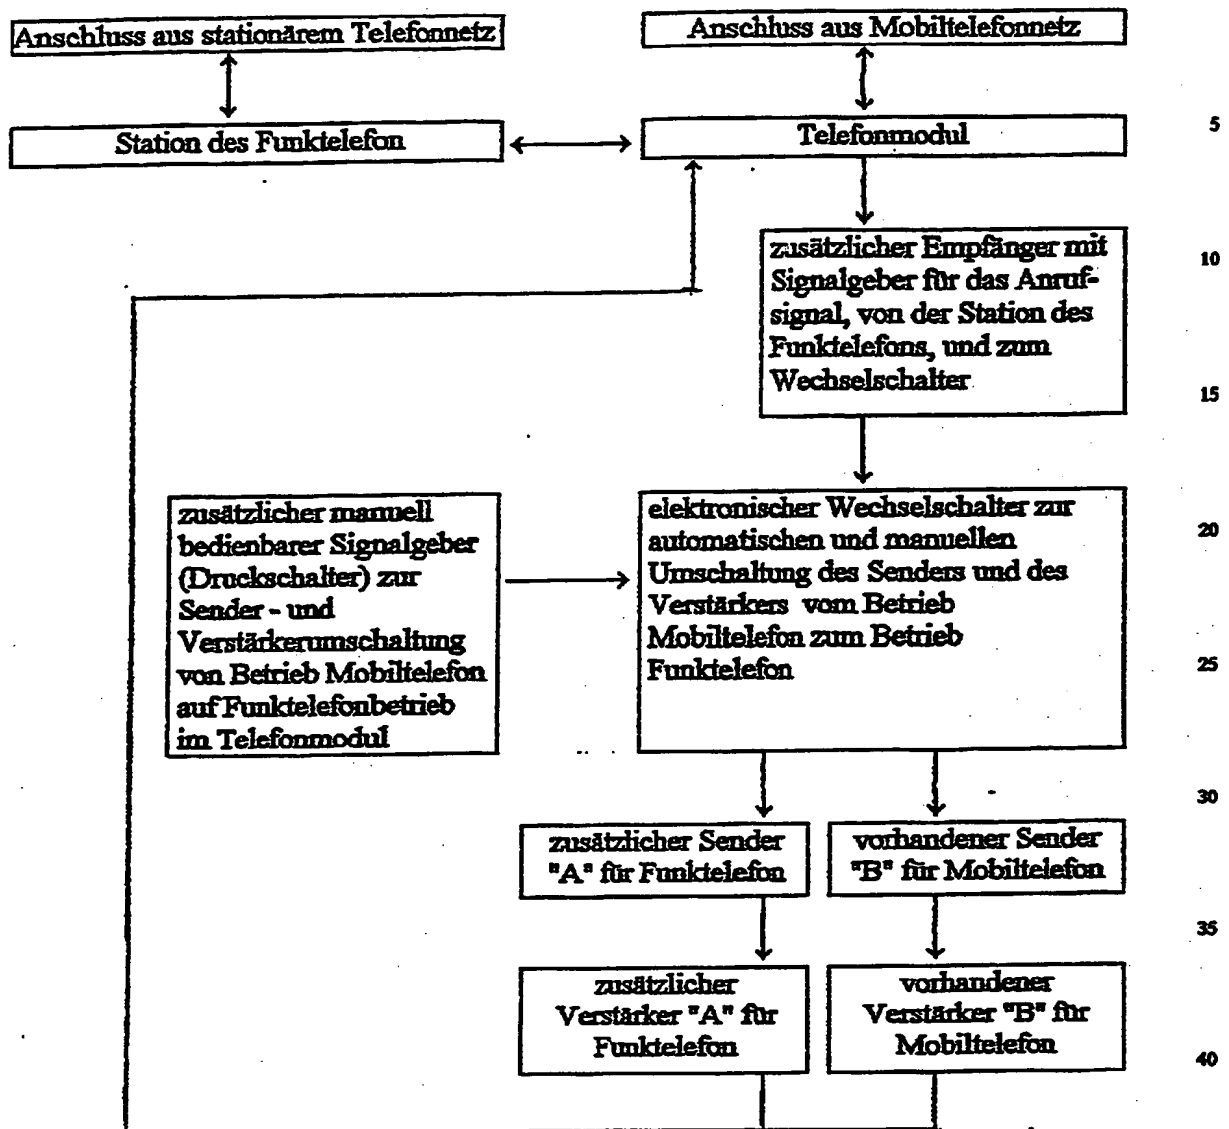 Anschluss aus stationärem Telefonnetz
Anschluss aus Mobiltelefonnetz
Station des Funktelefon
Telefonmodul
5
zusätzlicher Empfänger mit
Signalgeber für das Anruf-
signal, von der Station des
Funktelefons, und zum
Wechselschalter
10
15
zusätzlicher manuell
bedienbarer Signalgeber
(Druckschalter) zur
Sender - und
Verstärkerumschaltung
von Betrieb Mobiltelefon
auf Funktelefonbetrieb
im Telefonmodul
elektronischer Wechselschalter zur
automatischen und manuellen
Umschaltung des Senders und des
Verstärkers vom Betrieb
Mobiltelefon zum Betrieb
Funktelefon
20
25
30
zusätzlicher Sender
"A" für Funktelefon
vorhandener Sender
"B" für Mobiltelefon
35
zusätzlicher
Verstärker "A" für
Funktelefon
vorhandener
Verstärker "B" für
Mobiltelefon
40